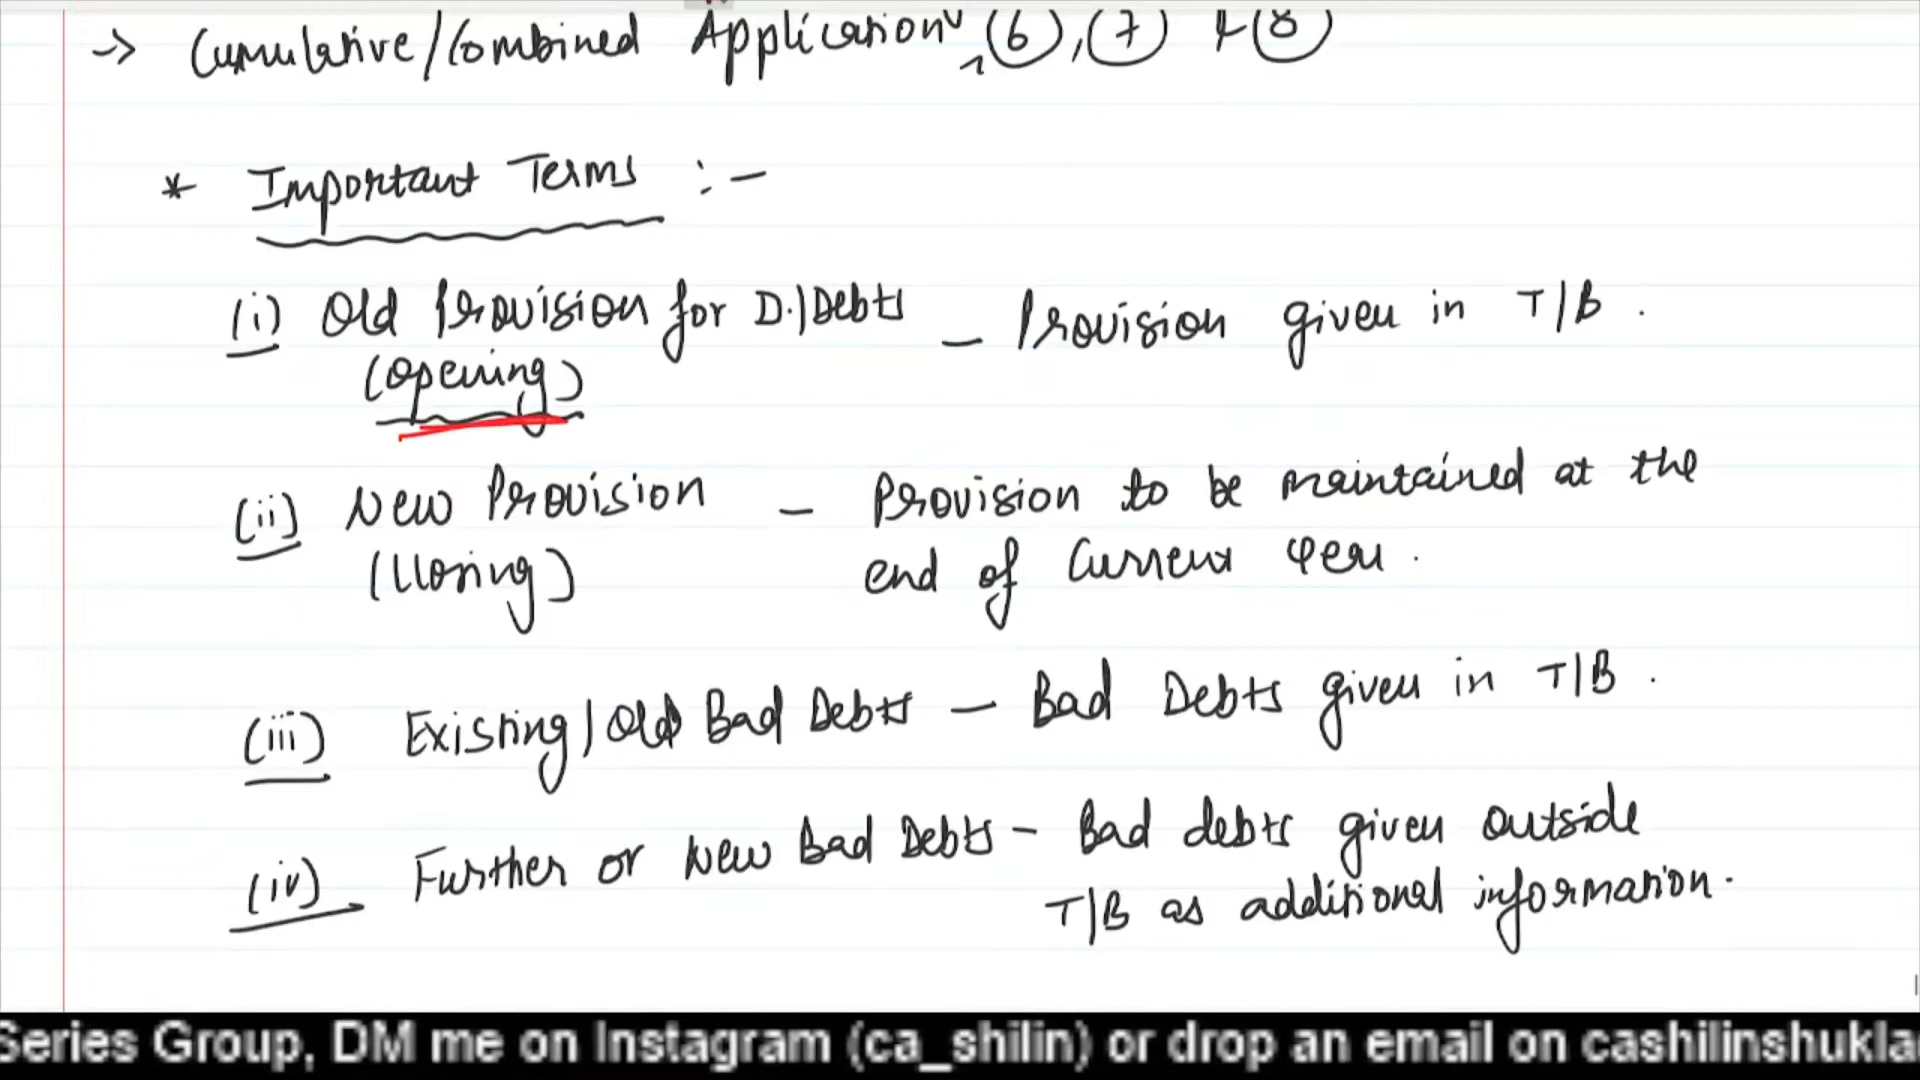 -> Cumulative/Combined Application (6), (7) & (8)
* Important Terms :-
(i) Old Provision for D./Debts - Provision given in T/B.
(Opening)
(ii) New Provision - Provision to be maintained at the
(Closing) end of Current Year.
(iii) Existing/Old Bad Debts - Bad Debts given in T/B.
(iv) Further or New Bad Debts - Bad debts given outside
T/B as additional information.
Series Group, DM me on Instagram (ca_shilin) or drop an email on cashilinshukla